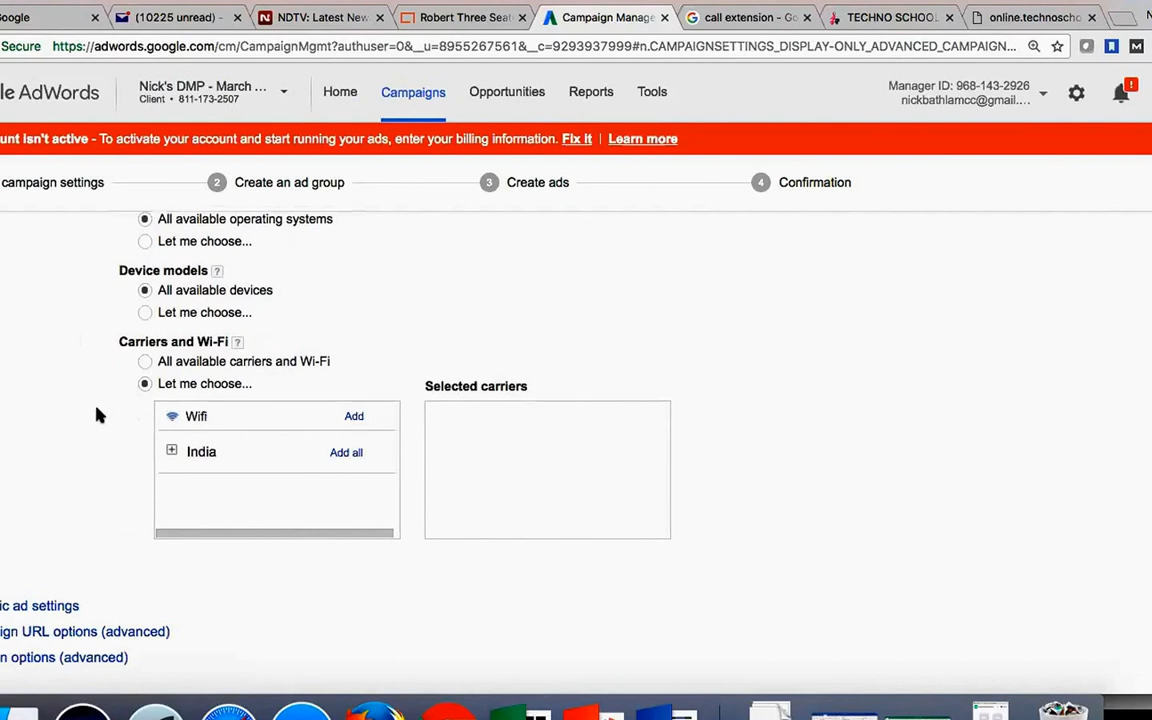 oogle
(10225 unread) -
NDTV: Latest New
Robert Three Seat
Campaign Manage
call extension - Go
TECHNO SCHOOL
online.technoscho
Secure https://adwords.google.com/cm/CampaignMgmt?authuser=0&__u=8955267561&__c=9293937999#n.CAMPAIGNSETTINGS_DISPLAY-ONLY_ADVANCED_CAMPAIGN...
le AdWords
Nick's DMP - March ...
Client • 811-173-2507
Home
Campaigns
Opportunities
Reports
Tools
Manager ID: 968-143-2926
nickbathlamcc@gmail....
unt isn't active - To activate your account and start running your ads, enter your billing information. Fix it | Learn more
campaign settings
2 Create an ad group
3 Create ads
4 Confirmation
All available operating systems
Let me choose...
Device models ?
All available devices
Let me choose...
Carriers and Wi-Fi ?
All available carriers and Wi-Fi
Let me choose...
Selected carriers
Wifi Add
India Add all
ic ad settings
ign URL options (advanced)
n options (advanced)